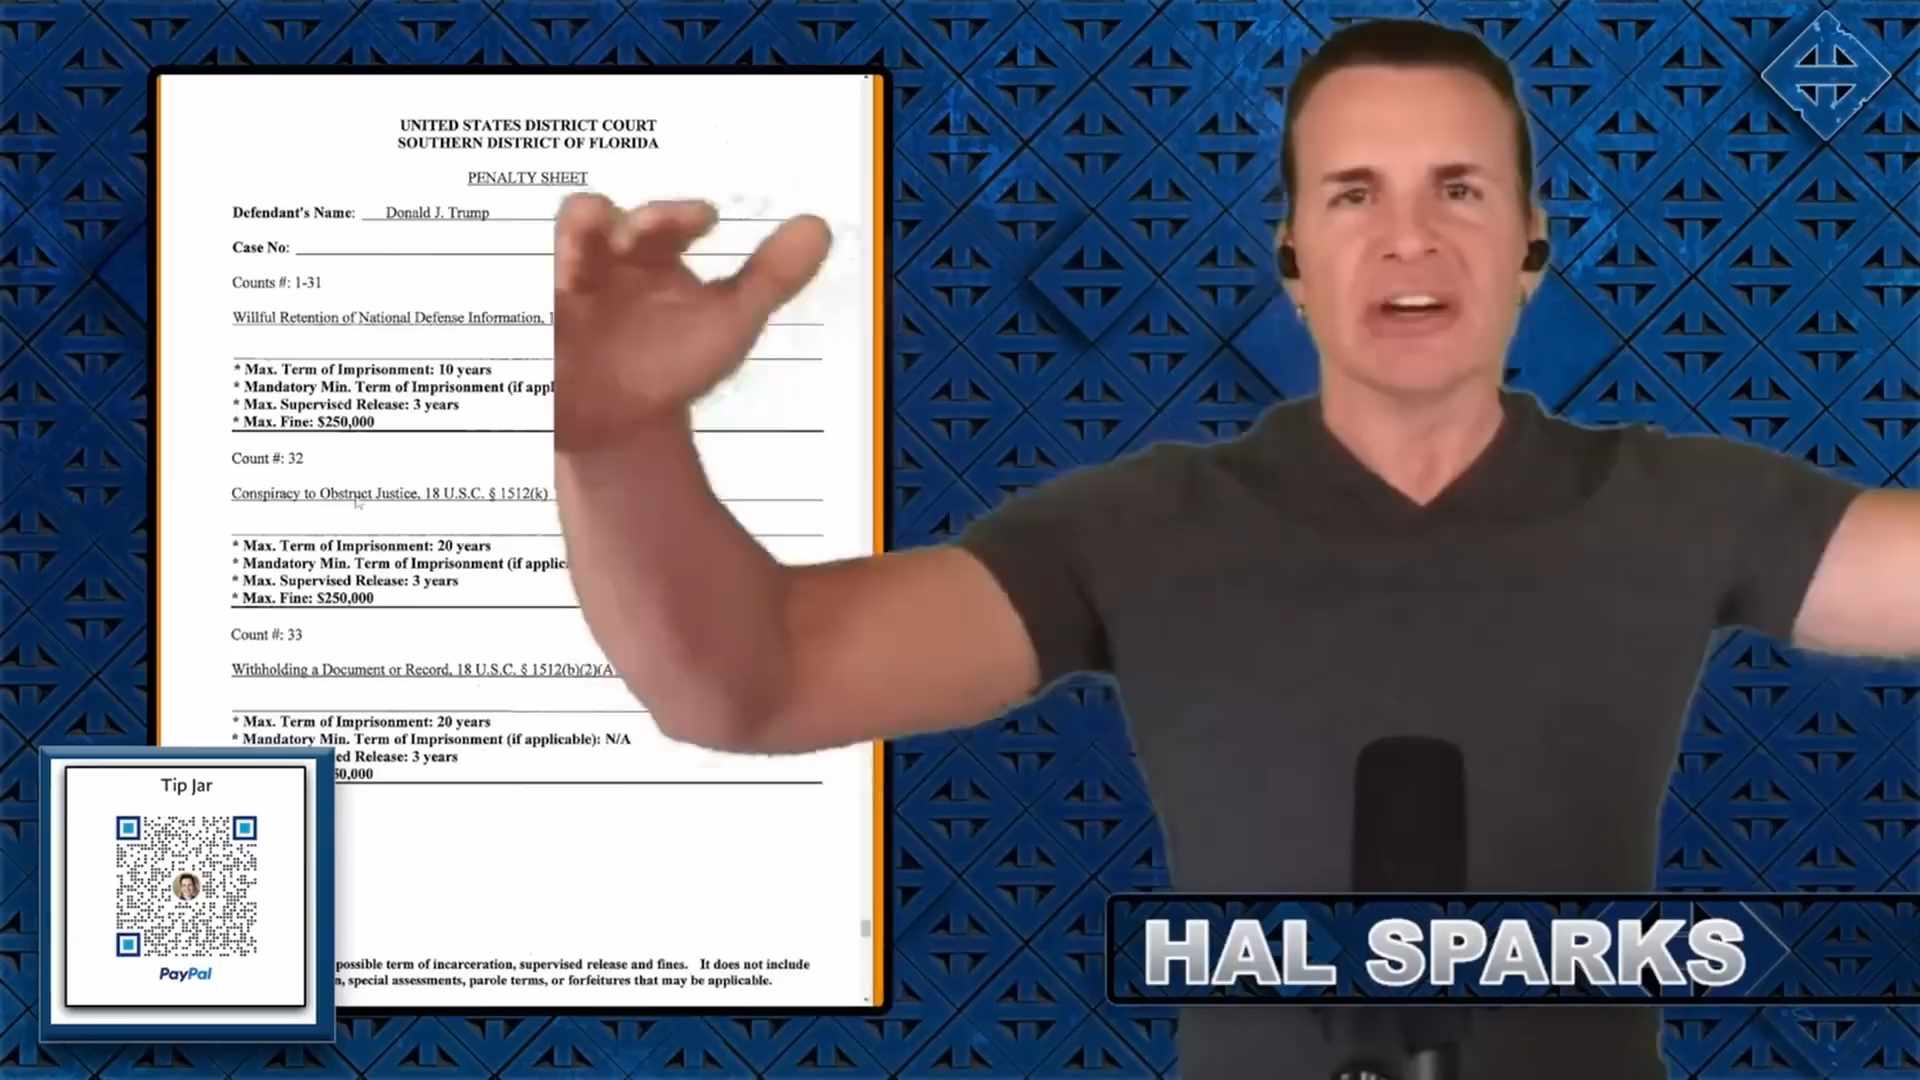 UNITED STATES DISTRICT COURT
SOUTHERN DISTRICT OF FLORIDA
PENALTY SHEET
Defendant's Name: Donald J. Trump
Case No:
Counts #: 1-31
Willful Retention of National Defense Information,
* Max. Term of Imprisonment: 10 years
* Mandatory Min. Term of Imprisonment (if appl
* Max. Supervised Release: 3 years
* Max. Fine: $250,000
Count #: 32
Conspiracy to Obstruct Justice, 18 U.S.C. § 1512(k)
* Max. Term of Imprisonment: 20 years
* Mandatory Min. Term of Imprisonment (if applic
* Max. Supervised Release: 3 years
* Max. Fine: $250,000
Count #: 33
Withholding a Document or Record, 18 U.S.C. § 1512(b)(2)(A
* Max. Term of Imprisonment: 20 years
* Mandatory Min. Term of Imprisonment (if applicable): N/A
ed Release: 3 years
50,000
possible term of incarceration, supervised release and fines. It does not include
n, special assessments, parole terms, or forfeitures that may be applicable.
Tip Jar
PayPal
HAL SPARKS